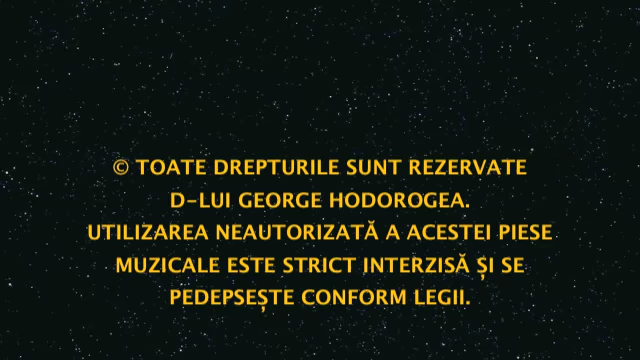 © TOATE DREPTURILE SUNT REZERVATE
D-LUI GEORGE HODOROGEA.
UTILIZAREA NEAUTORIZATĂ A ACESTEI PIESE
MUZICALE ESTE STRICT INTERZISĂ ȘI SE
PEDEPSEȘTE CONFORM LEGII.